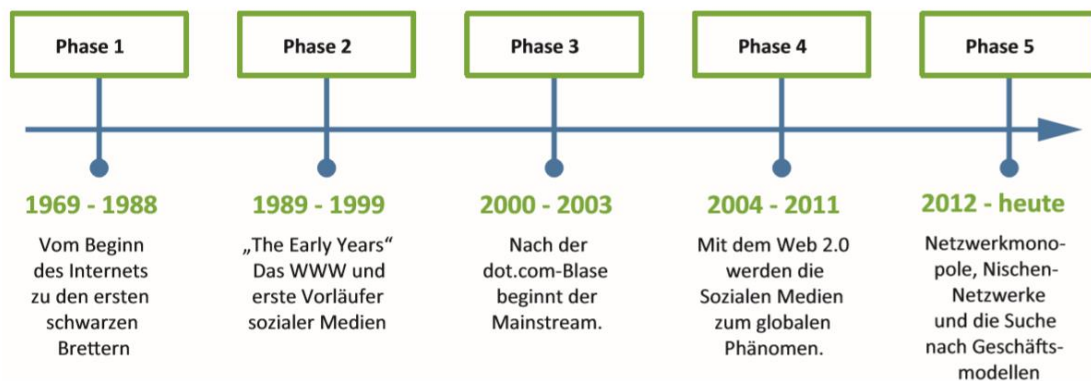 Phase 1
Phase 2
Phase 3
Phase 4
Phase 5
1969 - 1988
Vom Beginn
des Internets
zu den ersten
schwarzen
Brettern
1989 - 1999
„The Early Years“
Das WWW und
erste Vorläufer
sozialer Medien
2000 - 2003
Nach der
dot.com-Blase
beginnt der
Mainstream.
2004 - 2011
Mit dem Web 2.0
werden die
Sozialen Medien
zum globalen
Phänomen.
2012 - heute
Netzwerkmono-
pole, Nischen-
Netzwerke
und die Suche
nach Geschäfts-
modellen